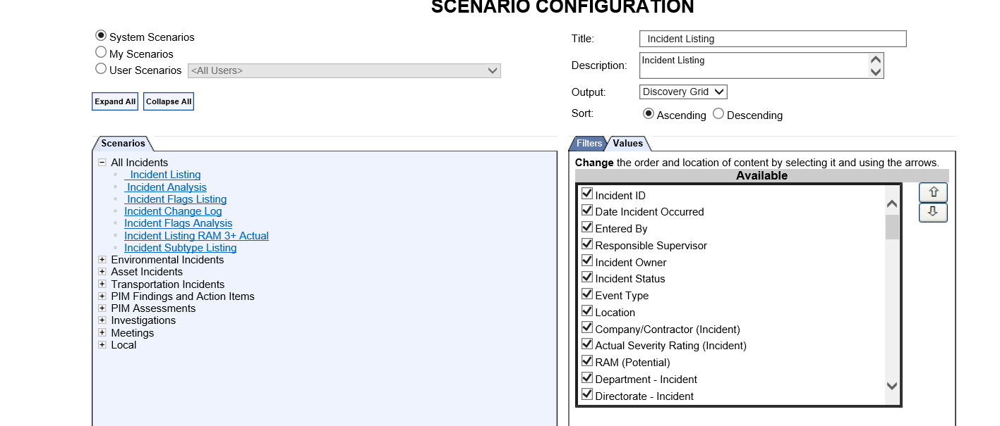 SCENARIO CONFIGURATION
System Scenarios
My Scenarios
User Scenarios <All Users>
Expand All Collapse All
Title: Incident Listing
Description: Incident Listing
Output: Discovery Grid
Sort: Ascending Descending
Scenarios
All Incidents
Incident Listing
Incident Analysis
Incident Flags Listing
Incident Change Log
Incident Flags Analysis
Incident Listing RAM 3+ Actual
Incident Subtype Listing
Environmental Incidents
Asset Incidents
Transportation Incidents
PIM Findings and Action Items
PIM Assessments
Investigations
Meetings
Local
Filters Values
Change the order and location of content by selecting it and using the arrows.
Available
Incident ID
Date Incident Occurred
Entered By
Responsible Supervisor
Incident Owner
Incident Status
Event Type
Location
Company/Contractor (Incident)
Actual Severity Rating (Incident)
RAM (Potential)
Department - Incident
Directorate - Incident